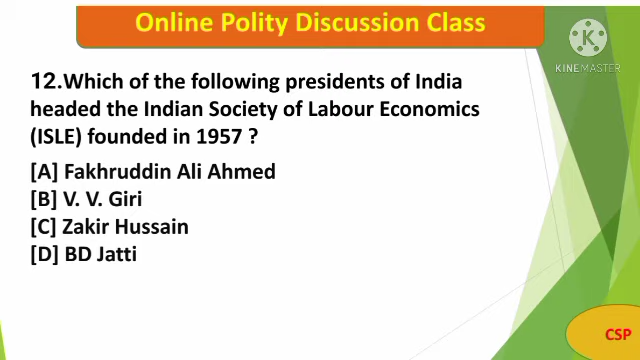 Online Polity Discussion Class
KINEMASTER
12.Which of the following presidents of India
headed the Indian Society of Labour Economics
(ISLE) founded in 1957 ?
[A] Fakhruddin Ali Ahmed
[B] V. V. Giri
[C] Zakir Hussain
[D] BD Jatti
CSP